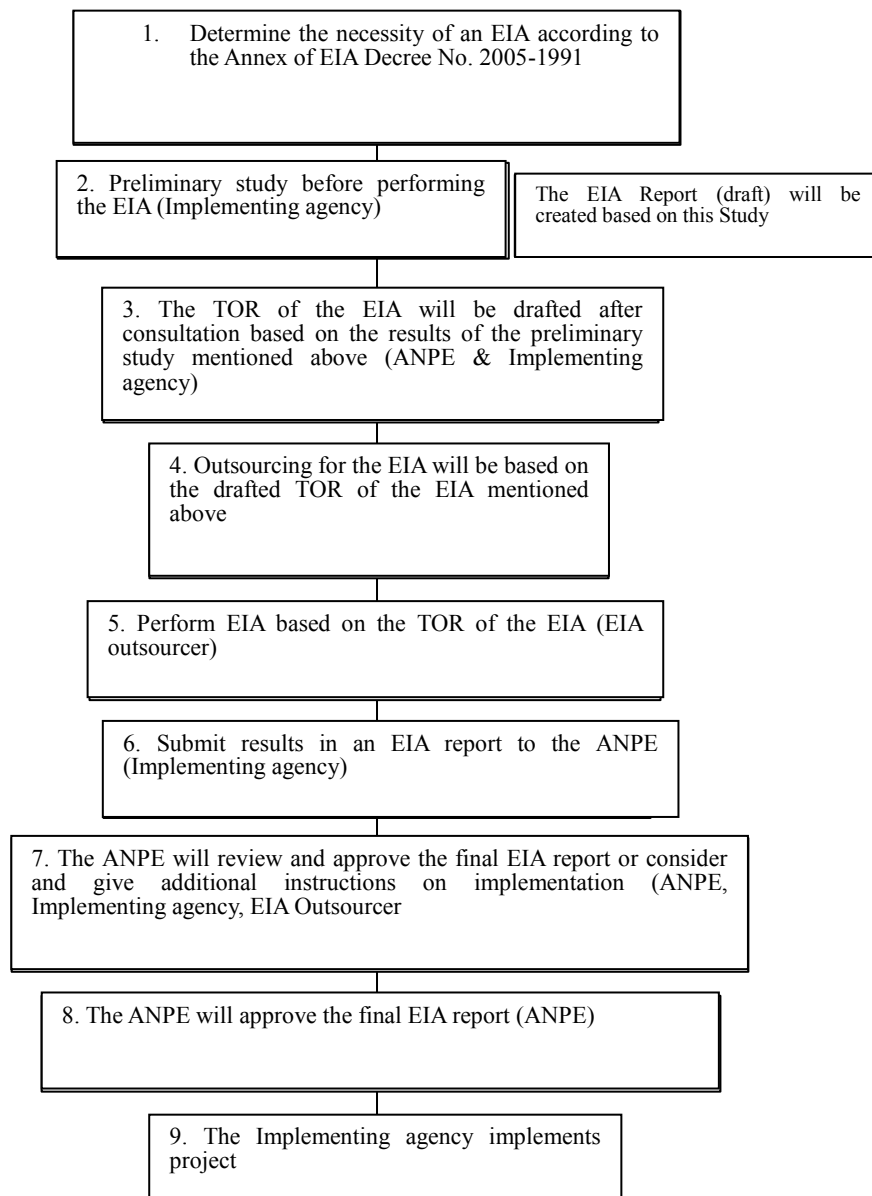 1. Determine the necessity of an EIA according to
the Annex of EIA Decree No. 2005-1991
2. Preliminary study before performing
the EIA (Implementing agency)
The EIA Report (draft) will be
created based on this Study
3. The TOR of the EIA will be drafted after
consultation based on the results of the preliminary
study mentioned above (ANPE & Implementing
agency)
4. Outsourcing for the EIA will be based on
the drafted TOR of the EIA mentioned
above
5. Perform EIA based on the TOR of the EIA (EIA
outsourcer)
6. Submit results in an EIA report to the ANPE
(Implementing agency)
7. The ANPE will review and approve the final EIA report or consider
and give additional instructions on implementation (ANPE,
Implementing agency, EIA Outsourcer
8. The ANPE will approve the final EIA report (ANPE)
9. The Implementing agency implements
project